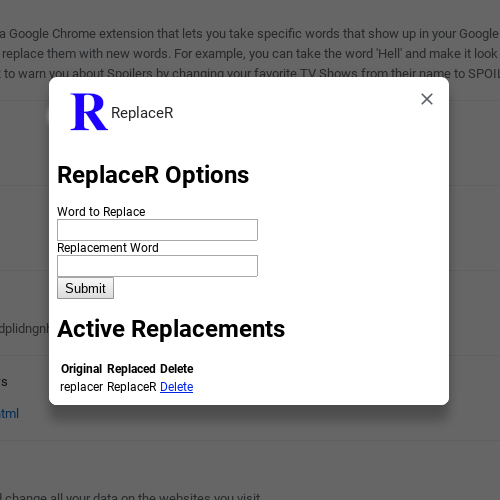 a Google Chrome extension that lets you take specific words that show up in your Google
replace them with new words. For example, you can take the word 'Hell' and make it look
to warn you about Spoilers by changing your favorite TV Shows from their name to SPOIL
R ReplaceR
ReplaceR Options
Word to Replace
Replacement Word
Submit
Active Replacements
Original Replaced Delete
replacer ReplaceR Delete
change all your data on the websites you visit